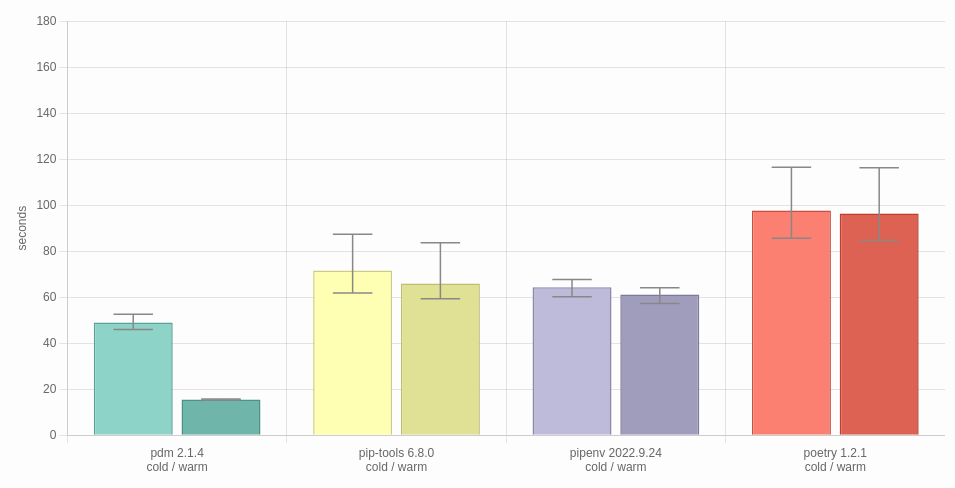 180
160
140
120
100
80
60
40
20
0
seconds
pdm 2.1.4
cold / warm
pip-tools 6.8.0
cold / warm
pipenv 2022.9.24
cold / warm
poetry 1.2.1
cold / warm